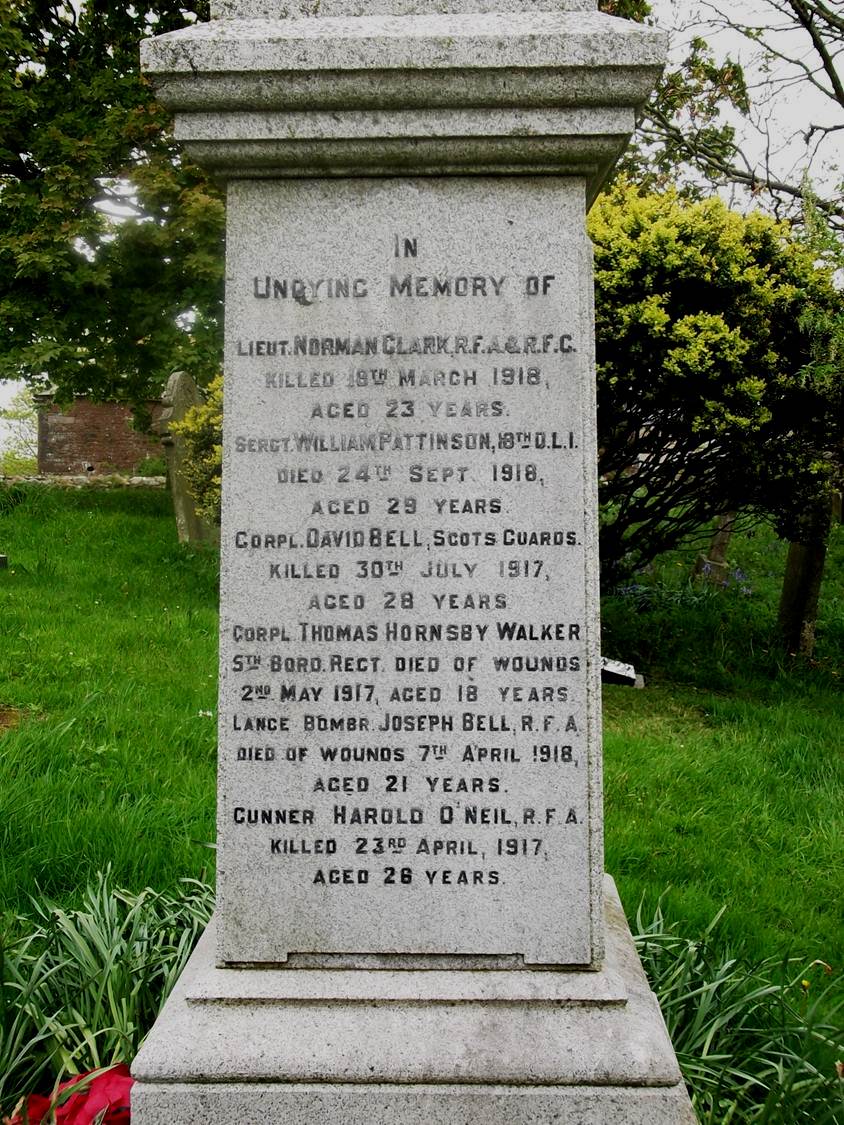 IN
UNDYING MEMORY OF
LIEUT. NORMAN CLARK, R.F.A & R.F.C.
KILLED 18TH MARCH 1918,
AGED 23 YEARS.
SERGT. WILLIAM PATTINSON, 18TH D.L.I.
DIED 24TH SEPT. 1918,
AGED 29 YEARS.
CORPL. DAVID BELL, SCOTS GUARDS.
KILLED 30TH JULY 1917,
AGED 28 YEARS
CORPL THOMAS HORNSBY WALKER
5TH BORD. REGT. DIED OF WOUNDS
2ND MAY 1917, AGED 18 YEARS.
LANCE BOMBR. JOSEPH BELL, R.F.A.
DIED OF WOUNDS 7TH APRIL 1918,
AGED 21 YEARS.
GUNNER HAROLD O'NEIL, R.F.A.
KILLED 23RD APRIL, 1917,
AGED 26 YEARS.